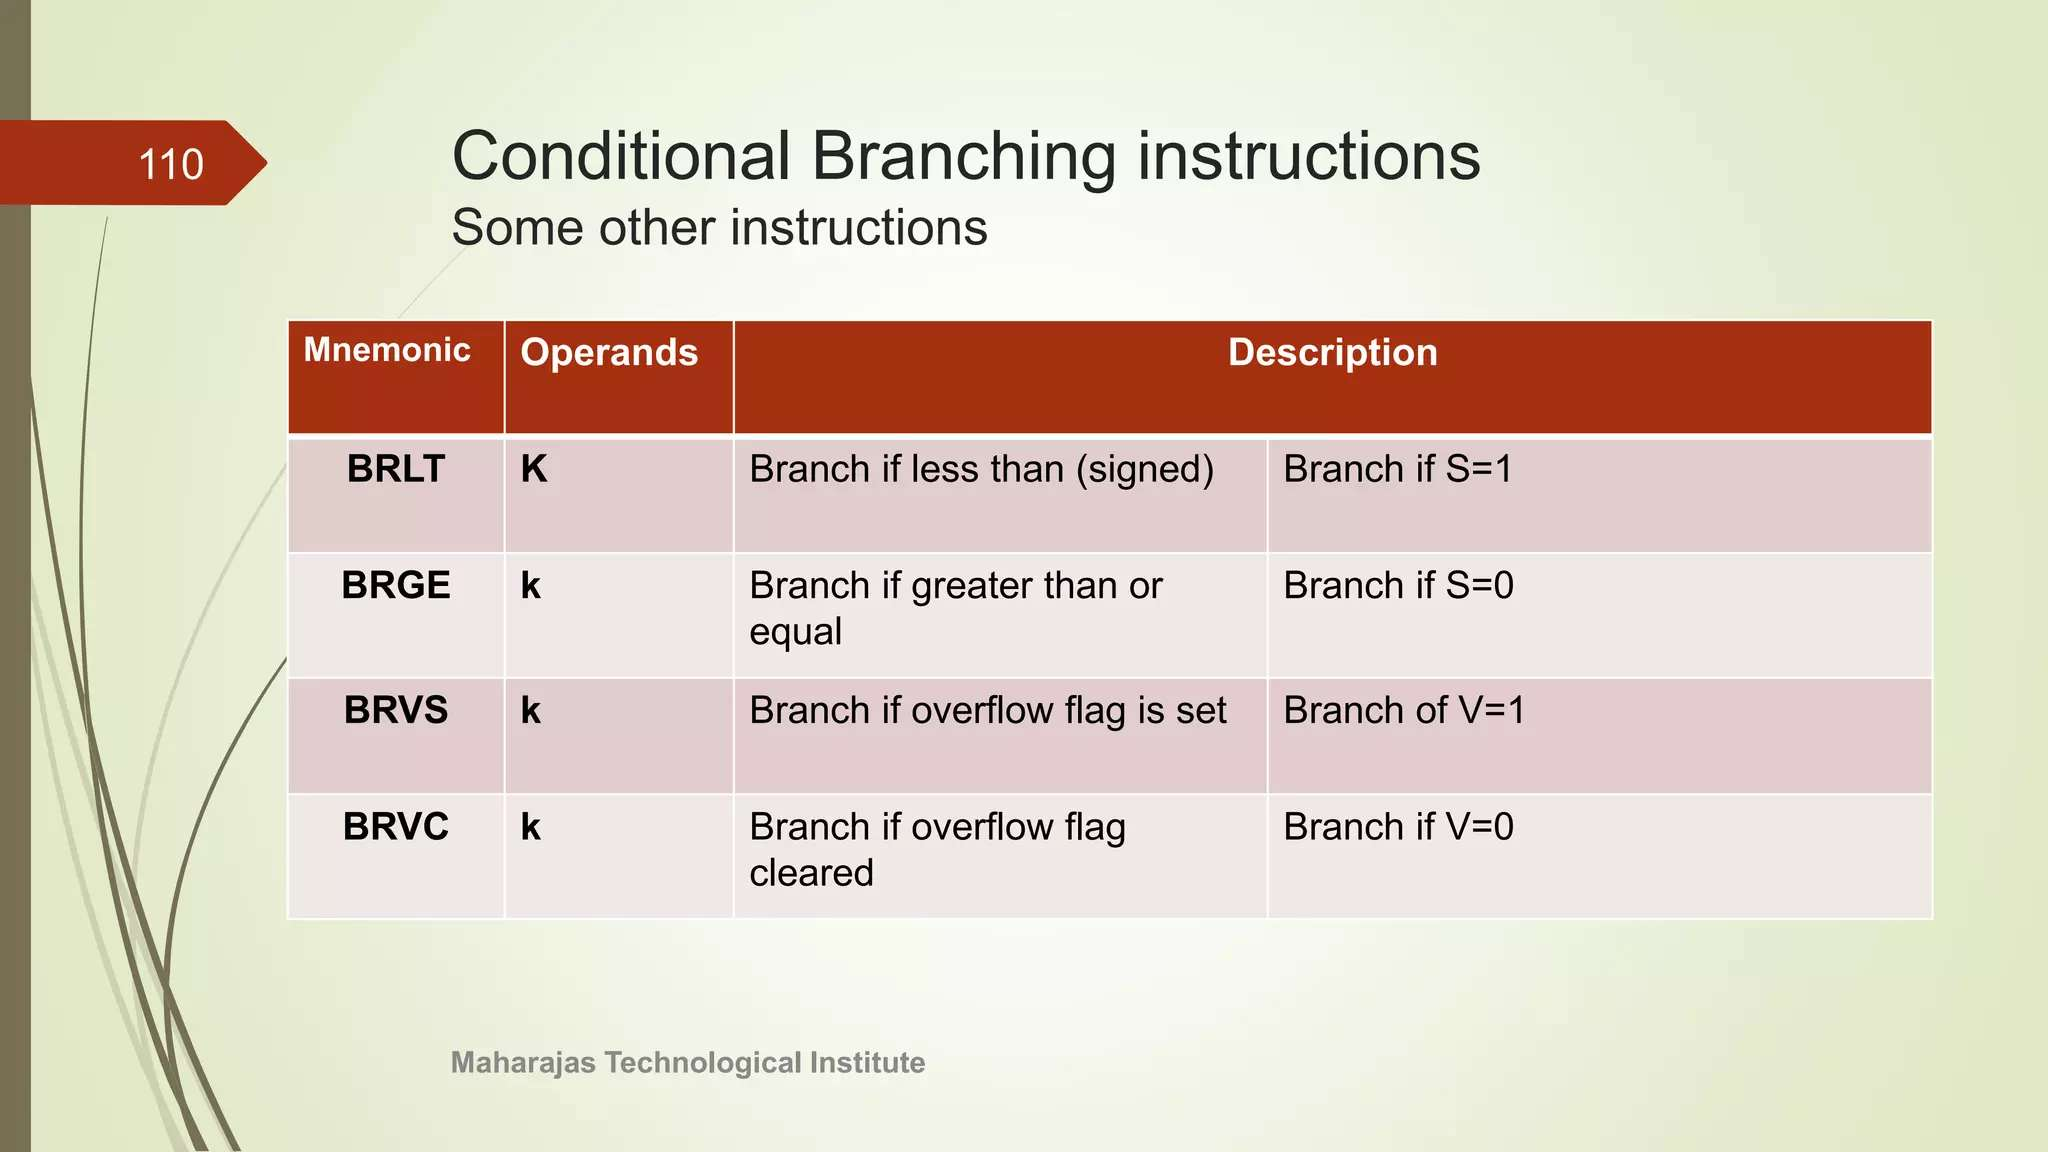 110
Conditional Branching instructions
Some other instructions
Mnemonic Operands Description
BRLT K Branch if less than (signed) Branch if S=1
BRGE k Branch if greater than or Branch if S=0
equal
BRVS k Branch if overflow flag is set Branch of V=1
BRVC k Branch if overflow flag Branch if V=0
cleared
Maharajas Technological Institute